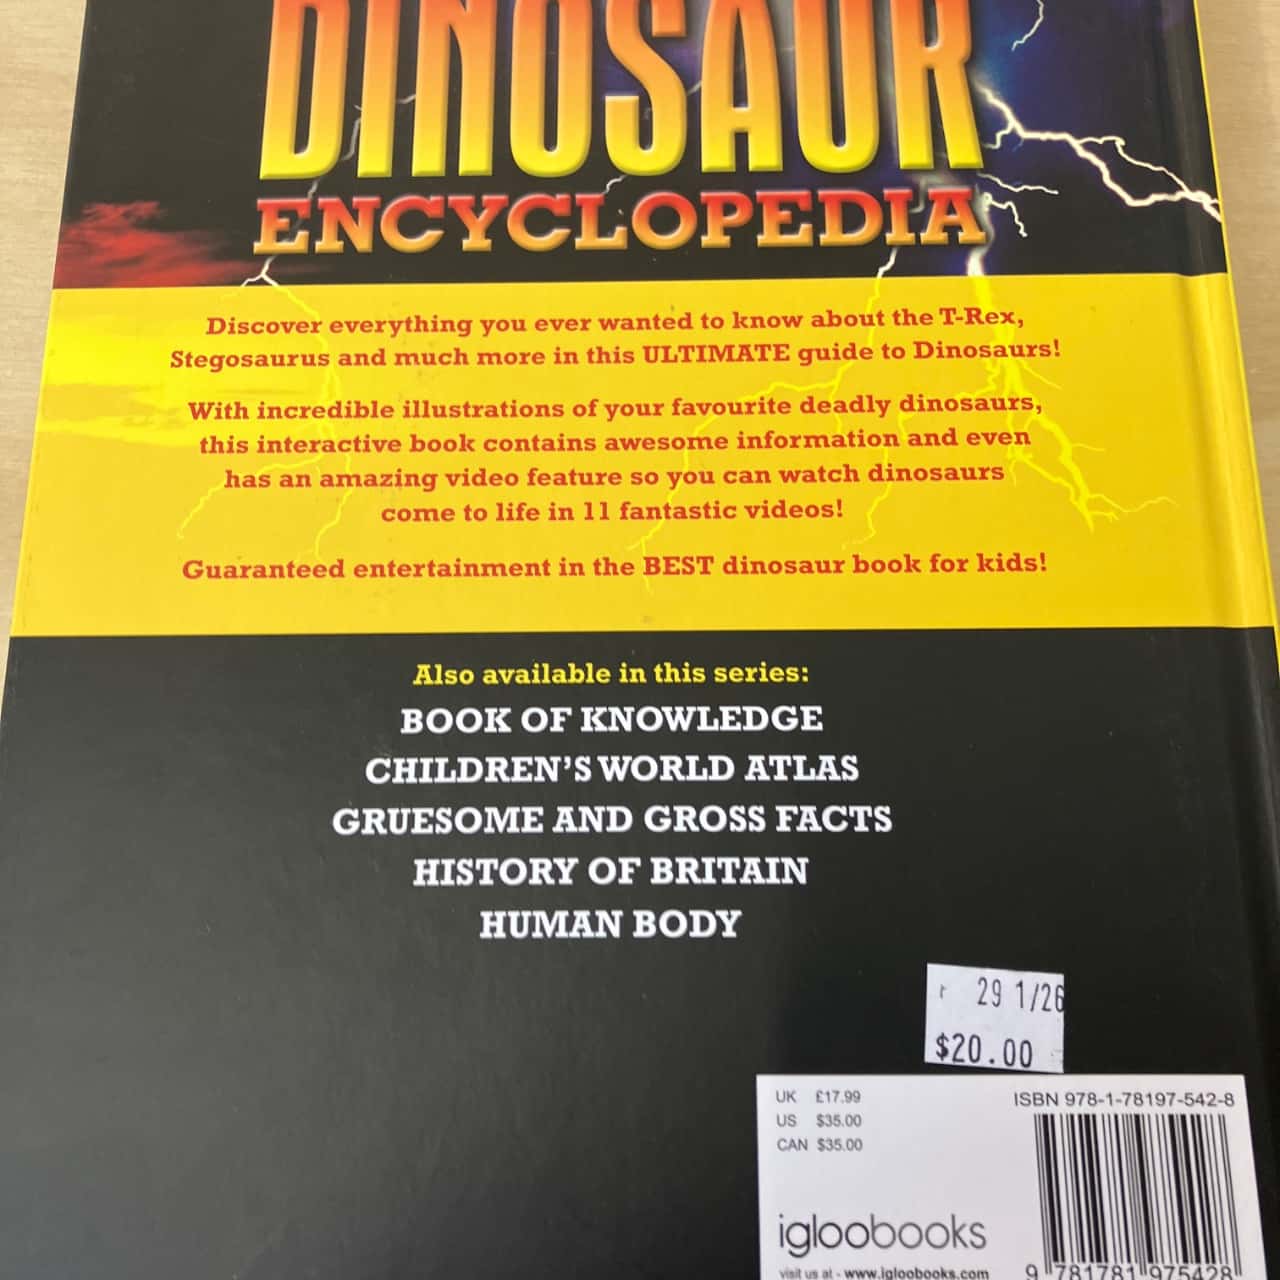 DINOSAUR
ENCYCLOPEDIA
Discover everything you ever wanted to know about the T-Rex,
Stegosaurus and much more in this ULTIMATE guide to Dinosaurs!
With incredible illustrations of your favourite deadly dinosaurs,
this interactive book contains awesome information and even
has an amazing video feature so you can watch dinosaurs
come to life in 11 fantastic videos!
Guaranteed entertainment in the BEST dinosaur book for kids!
Also available in this series:
BOOK OF KNOWLEDGE
CHILDREN'S WORLD ATLAS
GRUESOME AND GROSS FACTS
HISTORY OF BRITAIN
HUMAN BODY
29 1/26
$20.00
UK £17.99
US $35.00
CAN $35.00
ISBN 978-1-78197-542-8
igloobooks
visit us at - www.igloobooks.com
9 781781 975428